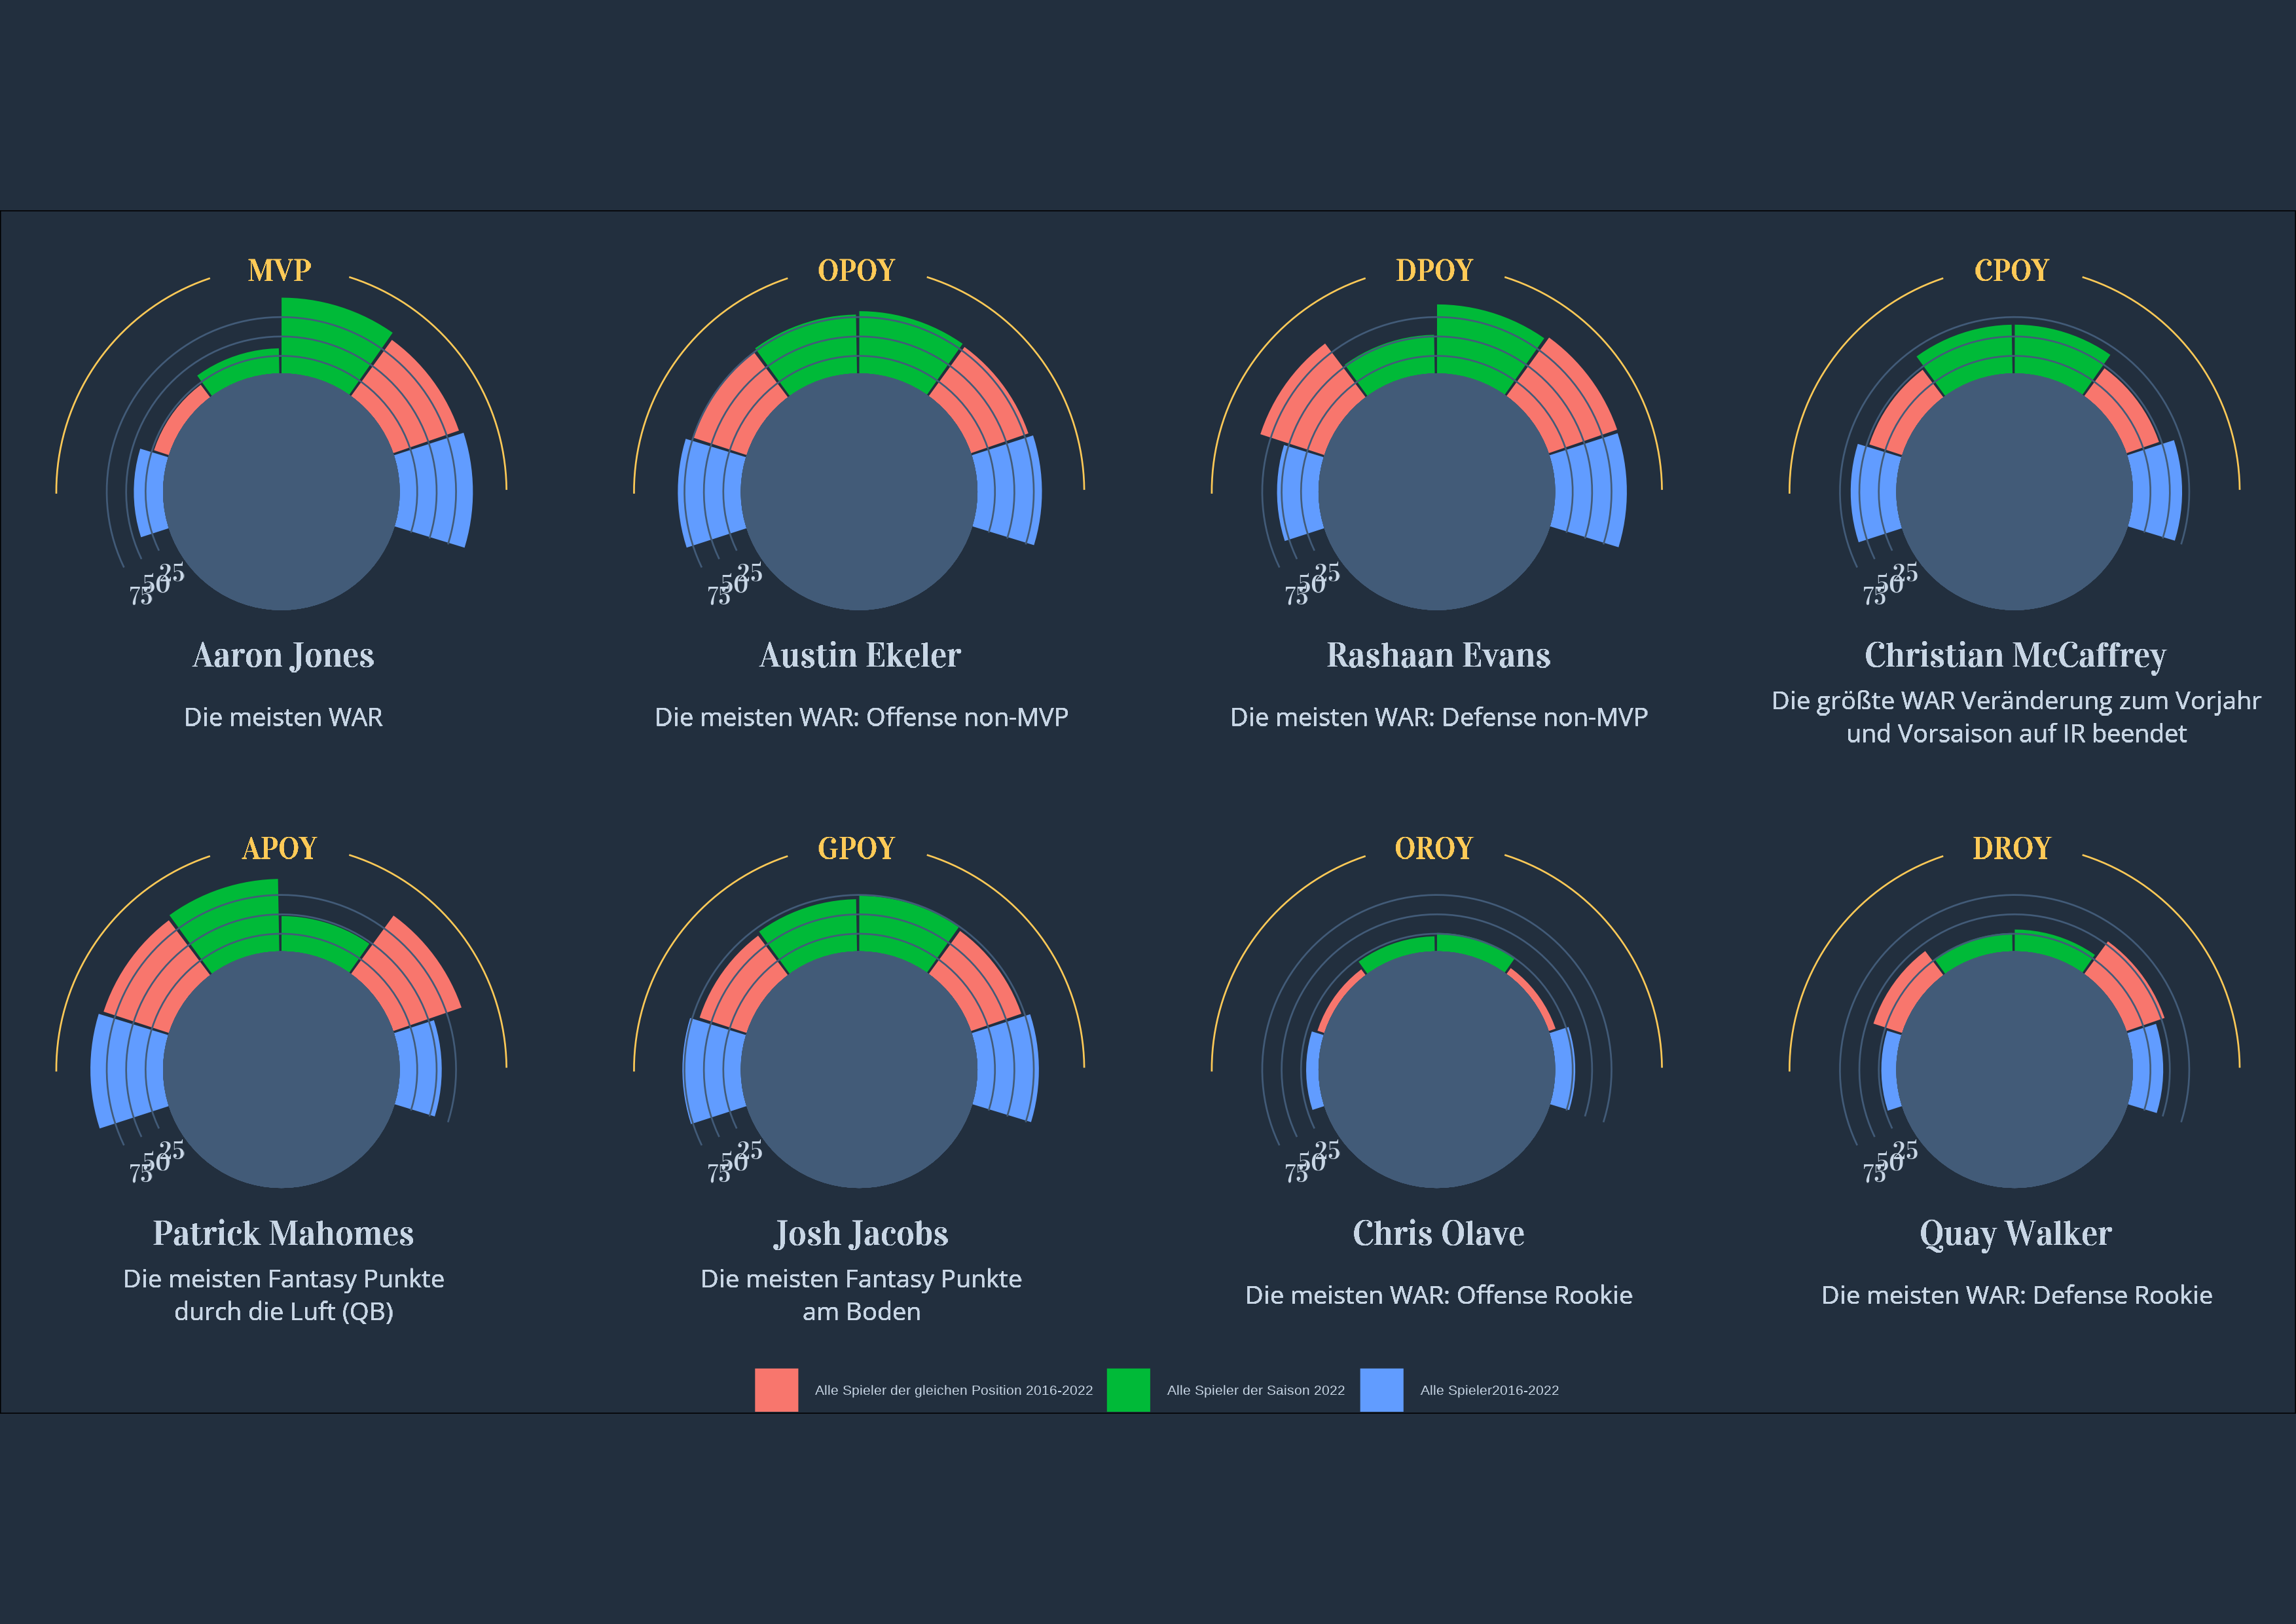 MVP
OPOY
DPOY
CPOY
25
50
75
25
50
75
25
50
75
25
50
75
Aaron Jones
Austin Ekeler
Rashaan Evans
Christian McCaffrey
Die meisten WAR
Die meisten WAR: Offense non-MVP
Die meisten WAR: Defense non-MVP
Die größte WAR Veränderung zum Vorjahr
und Vorsaison auf IR beendet
APOY
GPOY
OROY
DROY
25
50
75
25
50
75
25
50
75
25
50
75
Patrick Mahomes
Josh Jacobs
Chris Olave
Quay Walker
Die meisten Fantasy Punkte
durch die Luft (QB)
Die meisten Fantasy Punkte
am Boden
Die meisten WAR: Offense Rookie
Die meisten WAR: Defense Rookie
Alle Spieler der gleichen Position 2016-2022
Alle Spieler der Saison 2022
Alle Spieler2016-2022